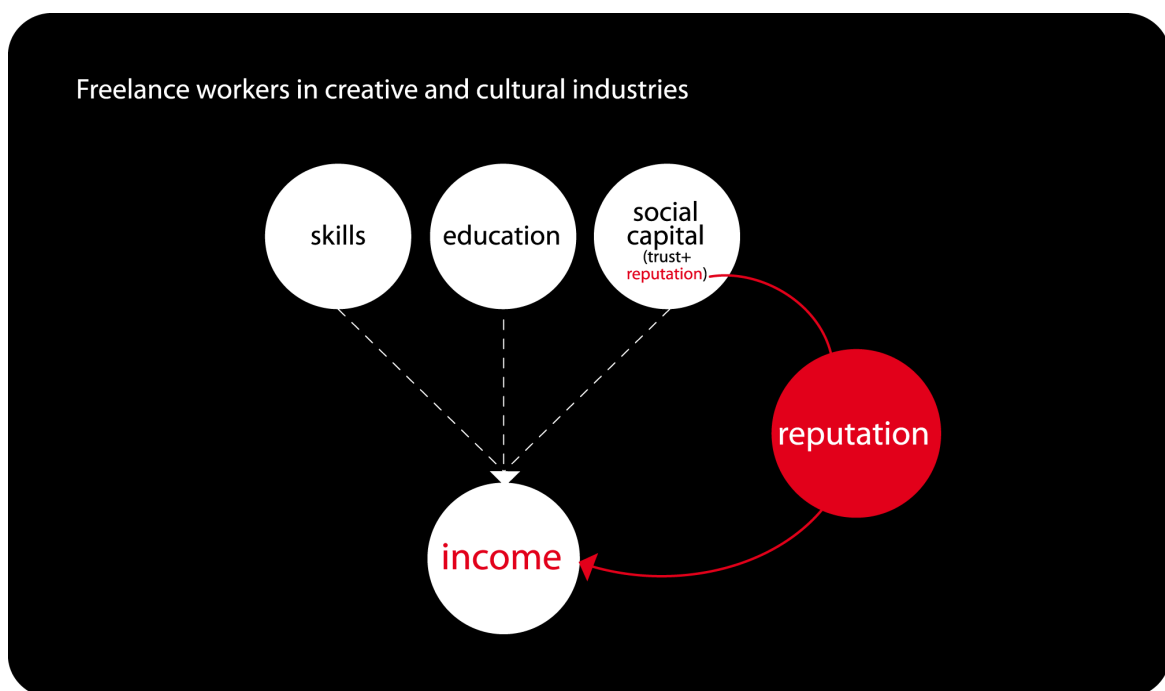 Freelance workers in creative and cultural industries
skills
education
social
capital
(trust+
reputation)
reputation
income